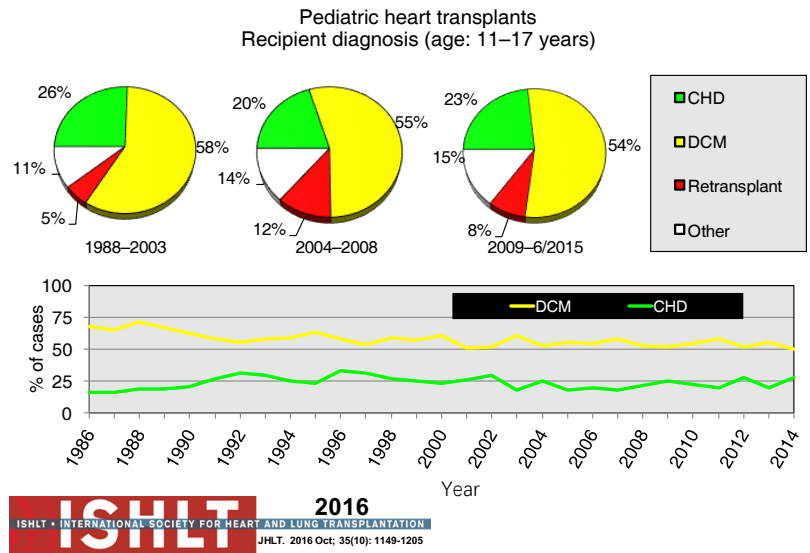 Pediatric heart transplants
Recipient diagnosis (age: 11–17 years)
26%
58%
11%
5%
1988–2003
20%
55%
14%
12%
2004–2008
23%
54%
15%
8%
2009–6/2015
CHD
DCM
Retransplant
Other
DCM CHD
% of cases
100
75
50
25
0
1986 1988 1990 1992 1994 1996 1998 2000 2002 2004 2006 2008 2010 2012 2014
Year
ISHLT
2016
ISHLT • INTERNATIONAL SOCIETY FOR HEART AND LUNG TRANSPLANTATION
JHLT. 2016 Oct; 35(10): 1149-1205